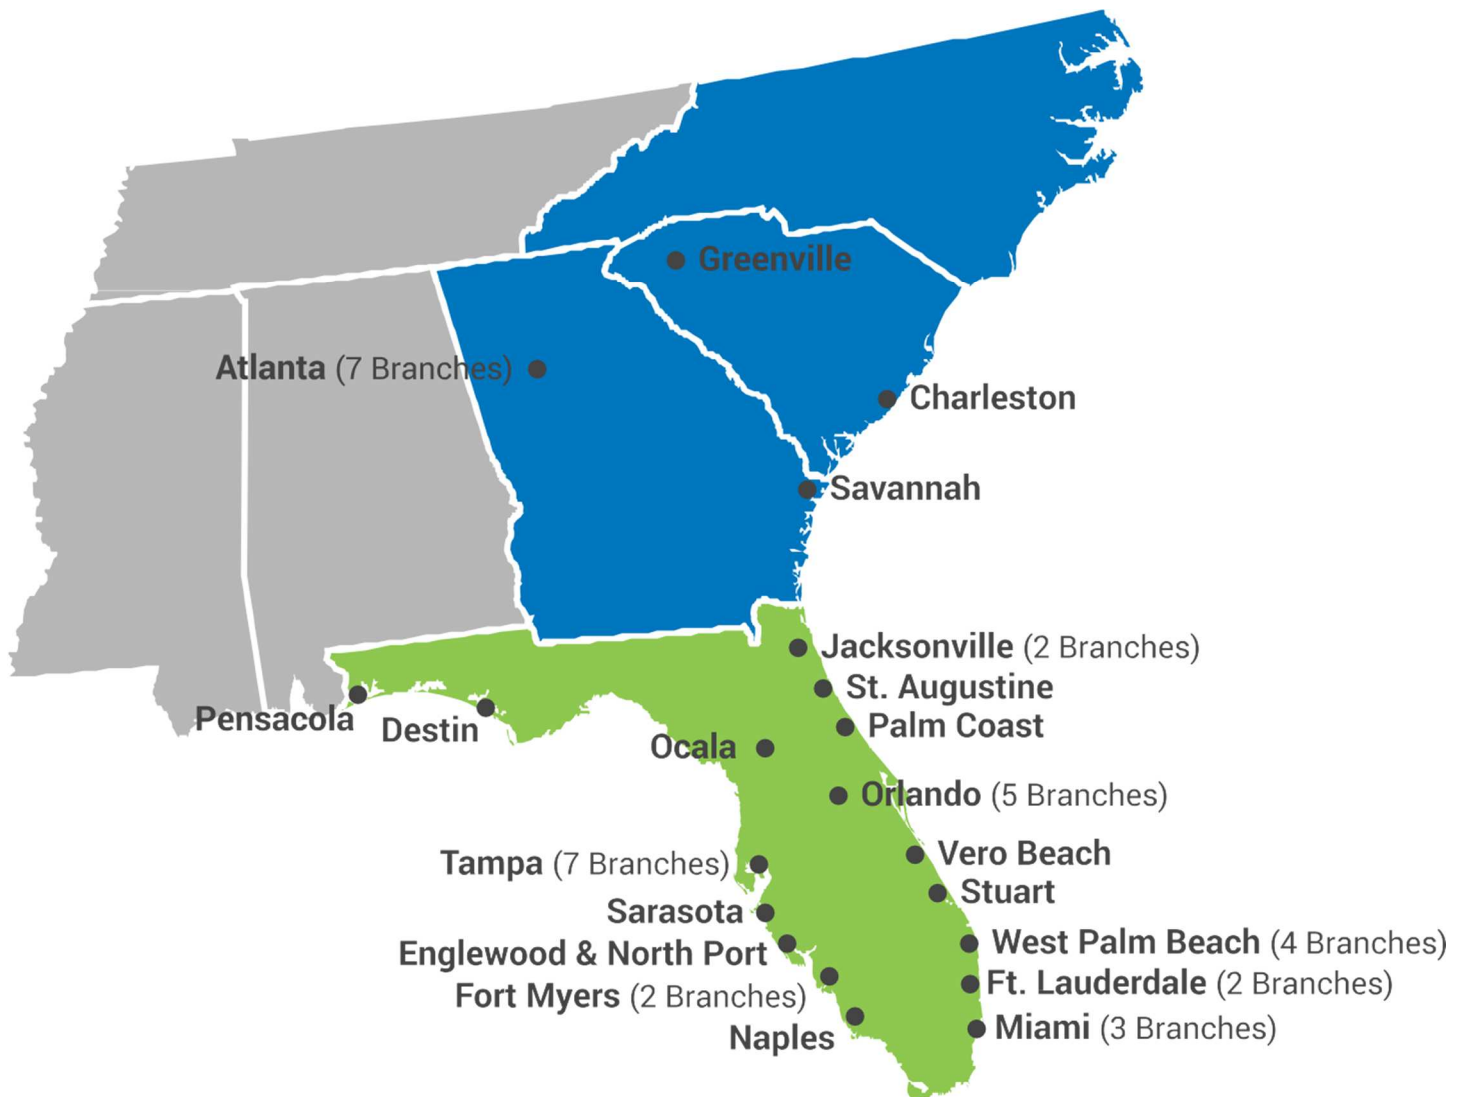 Greenville
Atlanta (7 Branches)
Charleston
Savannah
Jacksonville (2 Branches)
St. Augustine
Pensacola
Destin
Palm Coast
Ocala
Orlando (5 Branches)
Vero Beach
Tampa (7 Branches)
Stuart
Sarasota
West Palm Beach (4 Branches)
Englewood & North Port
Ft. Lauderdale (2 Branches)
Fort Myers (2 Branches)
Miami (3 Branches)
Naples